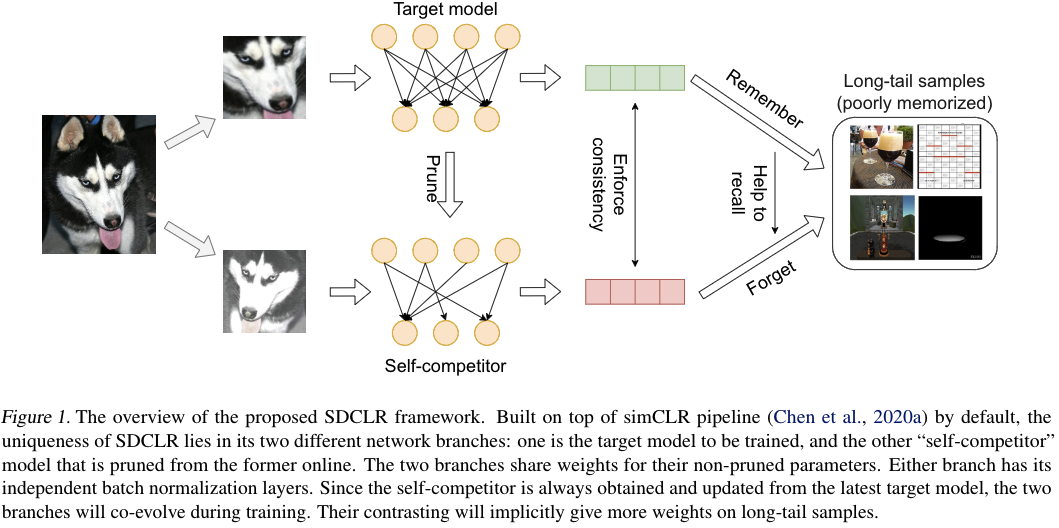 Target model
Long-tail samples
(poorly memorized)
Remember
Prune
Enforce
consistency
Help to
recall
Forget
Self-competitor
Figure 1. The overview of the proposed SDCLR framework. Built on top of simCLR pipeline (Chen et al., 2020a) by default, the
uniqueness of SDCLR lies in its two different network branches: one is the target model to be trained, and the other “self-competitor”
model that is pruned from the former online. The two branches share weights for their non-pruned parameters. Either branch has its
independent batch normalization layers. Since the self-competitor is always obtained and updated from the latest target model, the two
branches will co-evolve during training. Their contrasting will implicitly give more weights on long-tail samples.